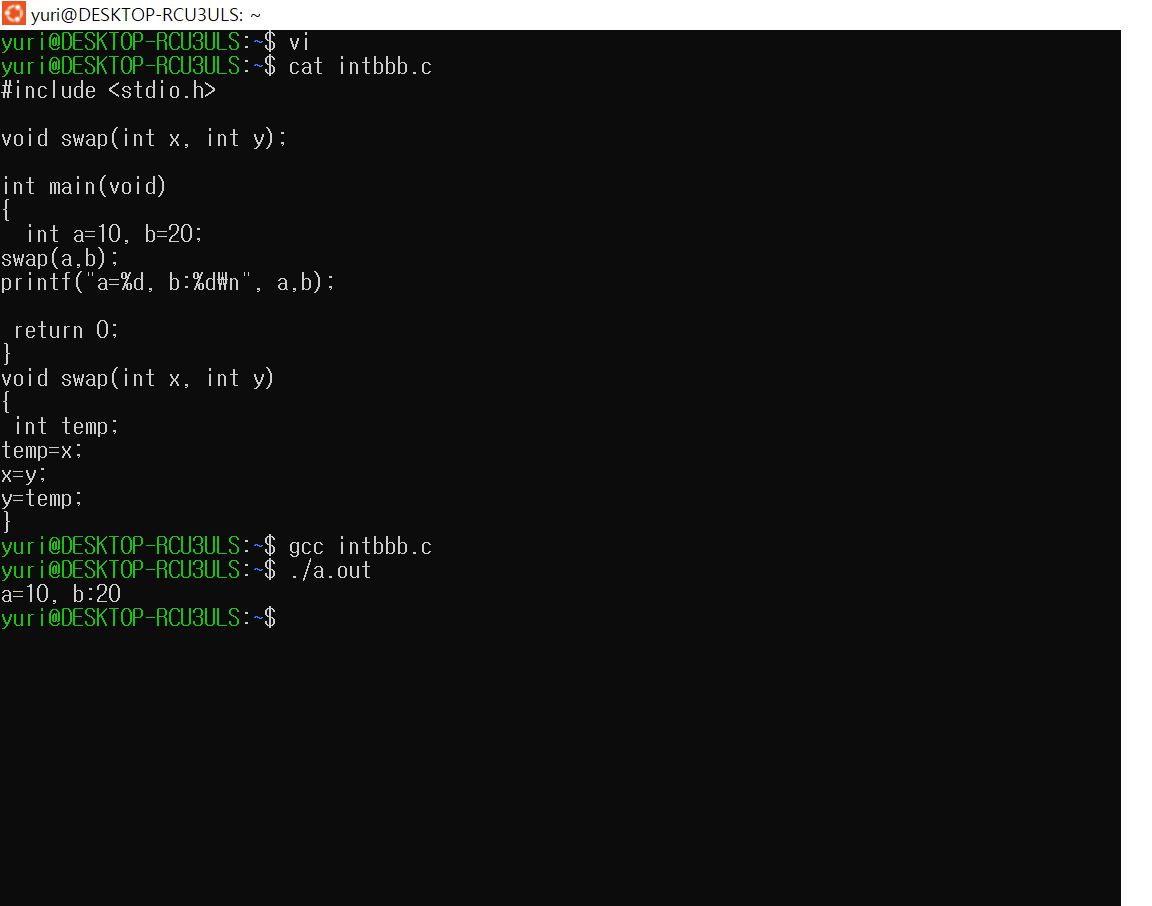 yuri@DESKTOP-RCU3ULS: ~
yuri@DESKTOP-RCU3ULS:~$ vi
yuri@DESKTOP-RCU3ULS:~$ cat intbbb.c
#include <stdio.h>
void swap(int x, int y);
int main(void)
{
  int a=10, b=20;
swap(a,b);
printf("a=%d, b:%d₩n", a,b);
 return 0;
}
void swap(int x, int y)
{
 int temp;
temp=x;
x=y;
y=temp;
}
yuri@DESKTOP-RCU3ULS:~$ gcc intbbb.c
yuri@DESKTOP-RCU3ULS:~$ ./a.out
a=10, b:20
yuri@DESKTOP-RCU3ULS:~$